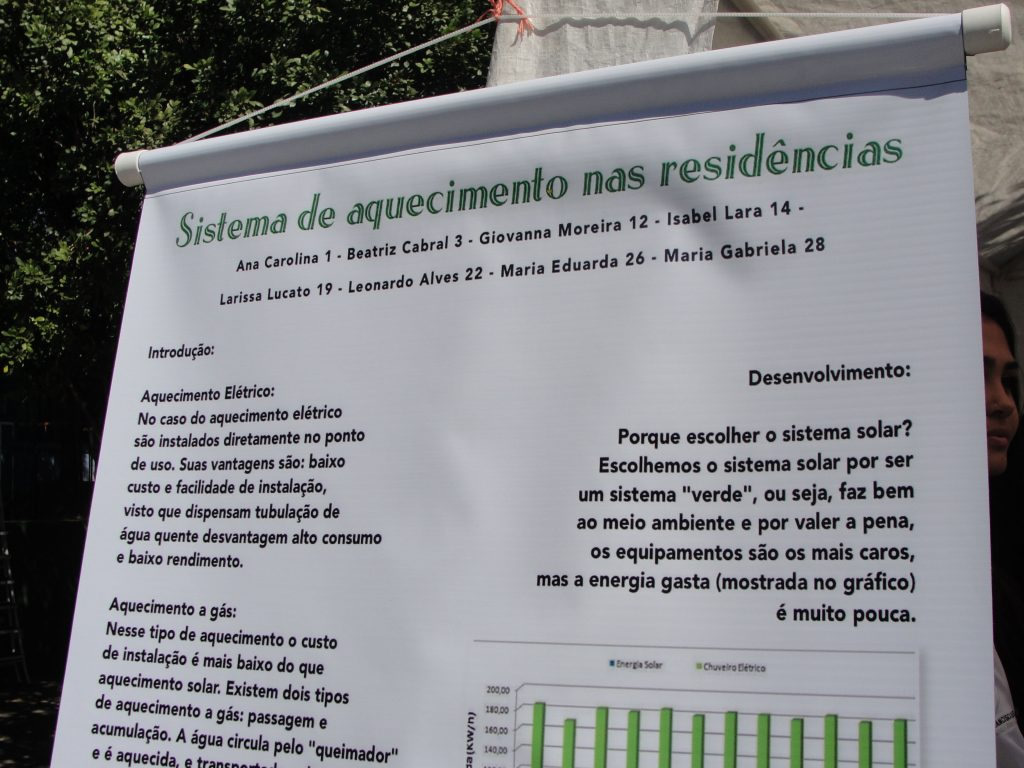 Sistema de aquecimento nas residências
Ana Carolina 1 - Beatriz Cabral 3 - Giovanna Moreira 12 - Isabel Lara 14 -
Larissa Lucato 19 - Leonardo Alves 22 - Maria Eduarda 26 - Maria Gabriela 28
Introdução:
Aquecimento Elétrico:
No caso do aquecimento elétrico
são instalados diretamente no ponto
de uso. Suas vantagens são: baixo
custo e facilidade de instalação,
visto que dispensam tubulação de
água quente desvantagem alto consumo
e baixo rendimento.
Aquecimento a gás:
Nesse tipo de aquecimento o custo
de instalação é mais baixo do que
aquecimento solar. Existem dois tipos
de aquecimento a gás: passagem e
acumulação. A água circula pelo "queimador"
e é aquecida, e
Desenvolvimento:
Porque escolher o sistema solar?
Escolhemos o sistema solar por ser
um sistema "verde", ou seja, faz bem
ao meio ambiente e por valer a pena,
os equipamentos são os mais caros,
mas a energia gasta (mostrada no gráfico)
é muito pouca.
Energia Solar
Chuveiro Elétrico
200,00
180,00
160,00
140,00
(KW/h)